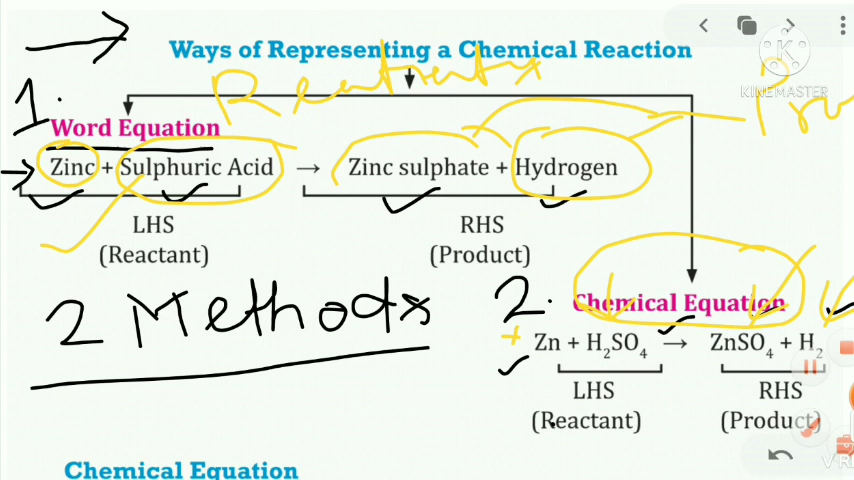 Ways of Representing a Chemical Reaction
KINEMASTER
1.
Word Equation
Zinc + Sulphuric Acid → Zinc sulphate + Hydrogen
LHS RHS
(Reactant) (Product)
2 Methods
2.
Chemical Equation
Zn + H₂SO₄ → ZnSO₄ + H₂
LHS RHS
(Reactant) (Product)
Chemical Equation